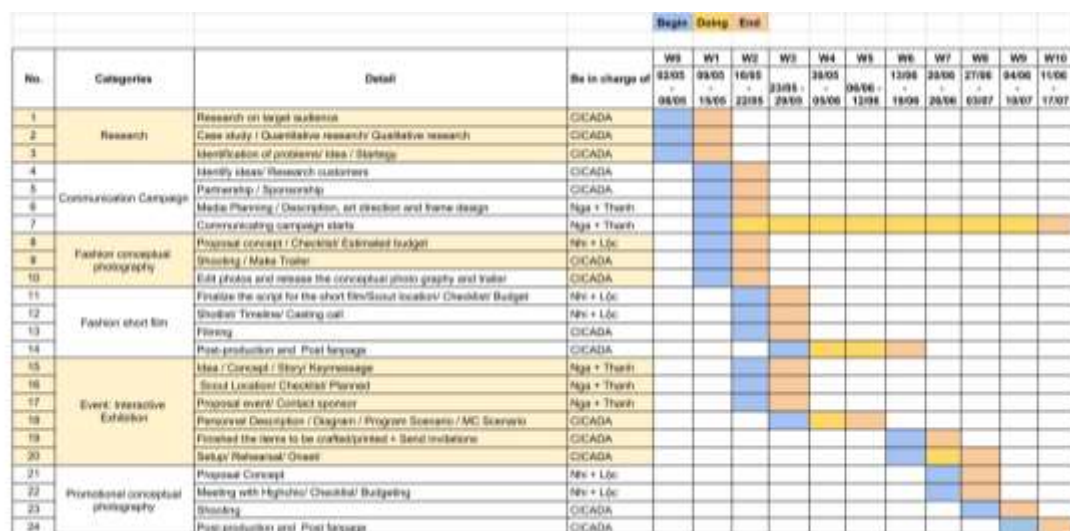 Begin Doing End
W0 W1 W2 W3 W4 W5 W6 W7 W8 W9 W10
No. Categories Detail Be in charge of 02/05 - 08/05 09/05 - 15/05 16/05 - 22/05 23/05 - 29/05 30/05 - 05/06 06/06 - 12/06 13/06 - 19/06 20/06 - 26/06 27/06 - 03/07 04/06 - 10/07 11/06 - 17/07
1 Research on target audience CICADA
2 Research Case study / Quantitative research/ Qualitative research CICADA
3 Identification of problems/ Idea / Startegy CICADA
4 Identify ideas/ Research customers CICADA
5 Communication Campaign Partnership / Sponsorship CICADA
6 Media Planning / Description, art direction and frame design Nga + Thanh
7 Communicating campaign starts Nga + Thanh
8 Fashion conceptual photography Proposal concept / Checklist/ Estimated budget Nhi + Lộc
9 Shooting / Make Trailer CICADA
10 Edit photos and release the conceptual photo graphy and trailer CICADA
11 Finalize the script for the short film/Scout location/ Checklist/ Budget Nhi + Lộc
12 Fashion short film Shotlist/ Timeline/ Casting call Nhi + Lộc
13 Filming CICADA
14 Post-production and Post fanpage CICADA
15 Idea / Concept / Story/ Keymessage Nga + Thanh
16 Scout Location/ Checklist/ Planned Nga + Thanh
17 Event: Interactive Exhibition Proposal event/ Contact sponsor Nga + Thanh
18 Personnel Description / Diagram / Program Scenario / MC Scenario CICADA
19 Finished the items to be crafted/printed + Send invitations CICADA
20 Setup/ Rehearsal/ Onset CICADA
21 Proposal Concept Nhi + Lộc
22 Promotional conceptual photography Meeting with Checklist/ Budgeting Nhi + Lộc
23 Shooting CICADA
24 Post-production and Post fanpage CICADA